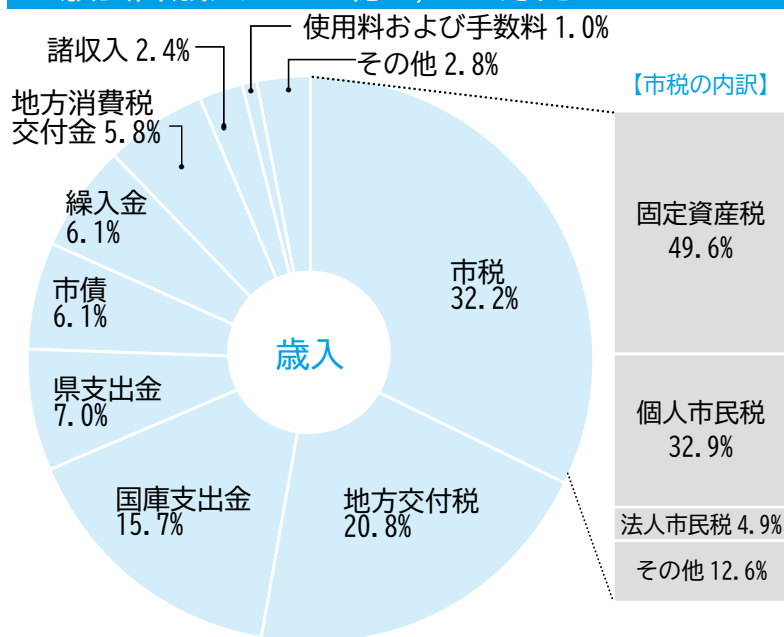 使用料および手数料 1.0%
諸収入 2.4%
その他 2.8%
地方消費税
交付金 5.8%
繰入金
6.1%
市債
6.1%
県支出金
7.0%
国庫支出金
15.7%
地方交付税
20.8%
市税
32.2%
歳入
【市税の内訳】
固定資産税
49.6%
個人市民税
32.9%
法人市民税 4.9%
その他 12.6%